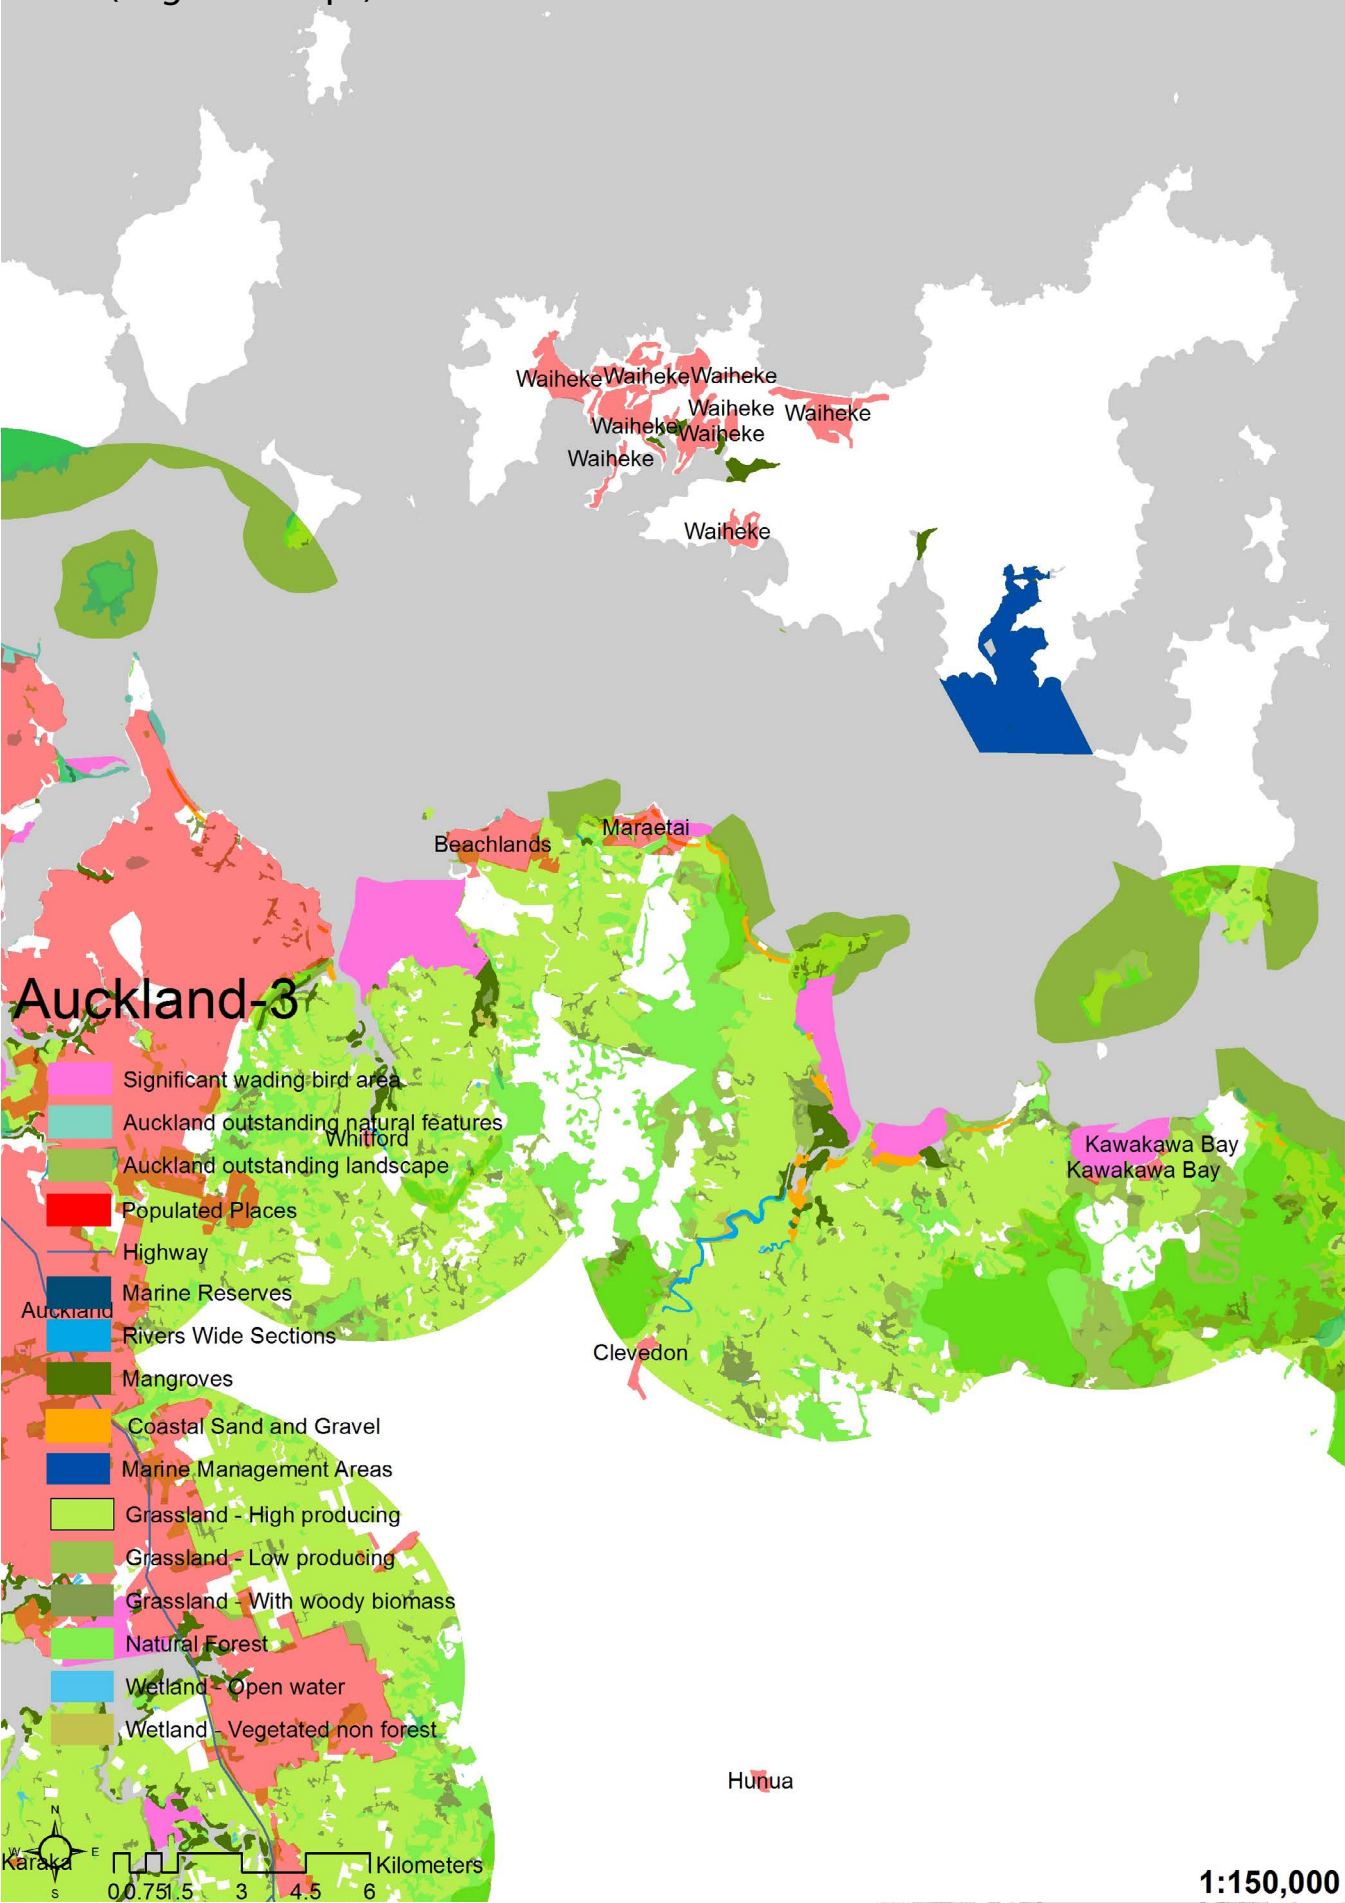 Waiheke Waiheke Waiheke
Waiheke Waiheke
Waiheke Waiheke
Waiheke
Waiheke
Maraetai
Beachlands
Auckland-3
Significant wading bird area
Auckland outstanding natural features
Whitford
Kawakawa Bay
Auckland outstanding landscape
Kawakawa Bay
Populated Places
Highway
Marine Reserves
Auckland
Rivers Wide Sections
Clevedon
Mangroves
Coastal Sand and Gravel
Marine Management Areas
Grassland - High producing
Grassland - Low producing
Grassland - With woody biomass
Natural Forest
Wetland - Open water
Wetland - Vegetated non forest
Hunua
N
W E
S
Karaka
Kilometers
0 0.75 1.5 3 4.5 6
1:150,000